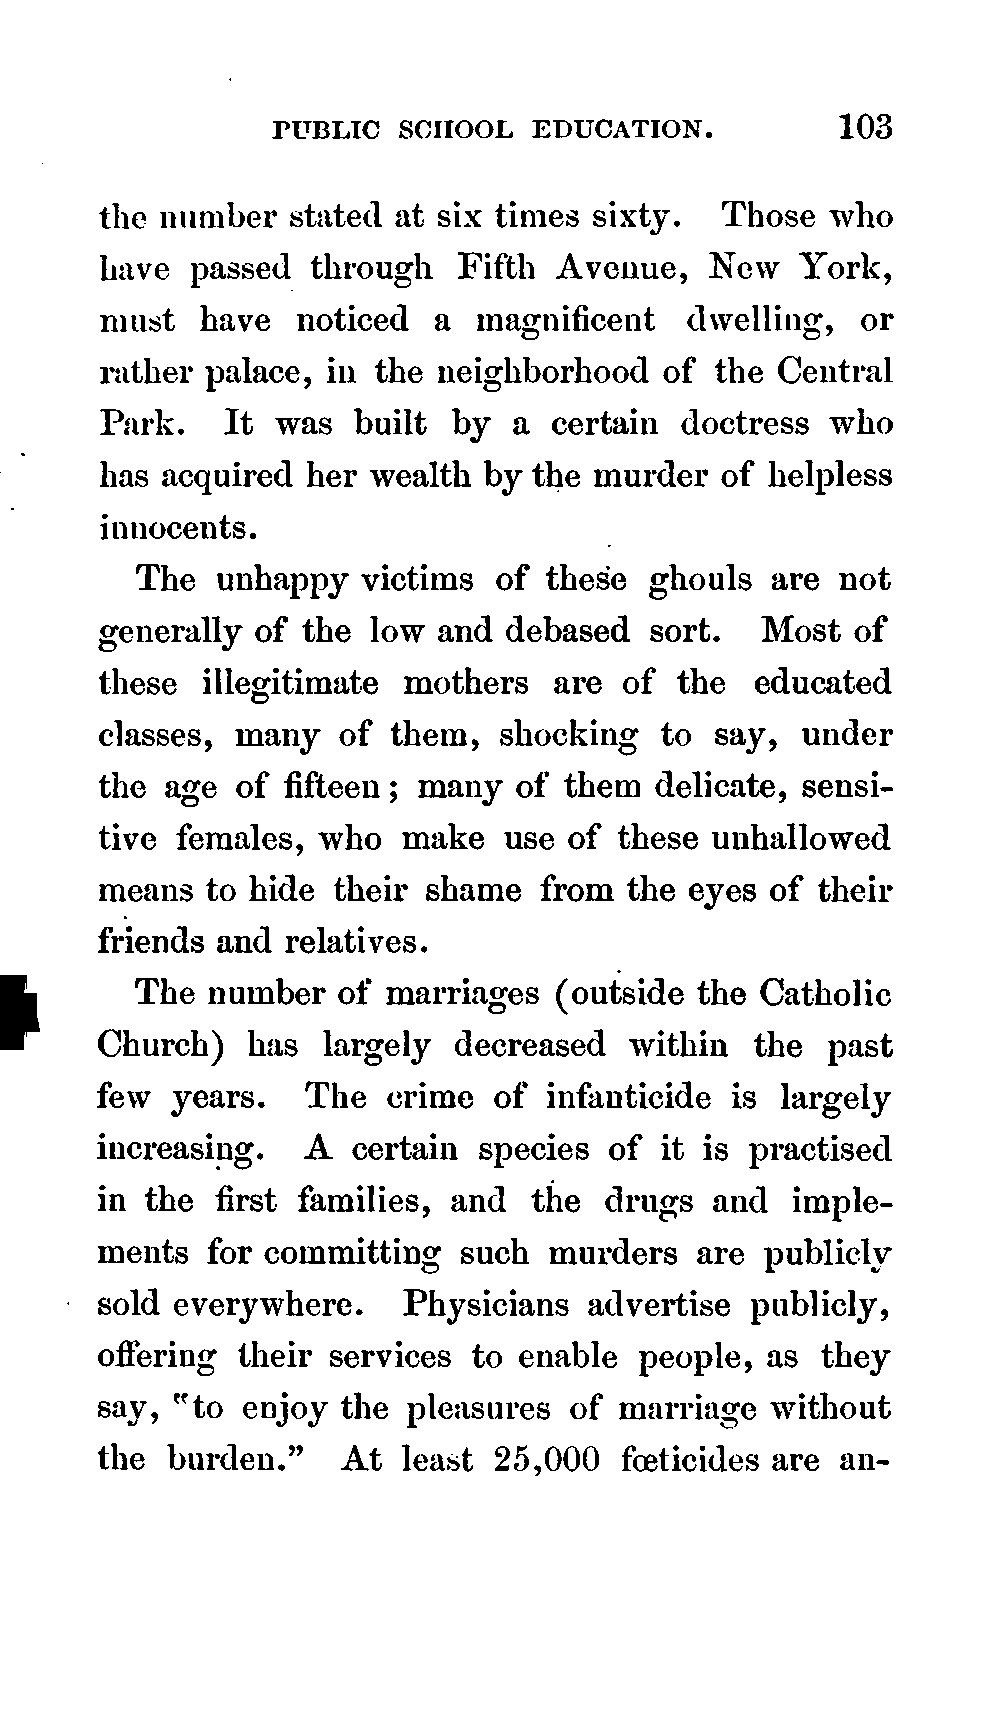 PUBLIC SCHOOL EDUCATION. 103
the number stated at six times sixty. Those who
have passed through Fifth Avenue, New York,
must have noticed a magnificent dwelling, or
rather palace, in the neighborhood of the Central
Park. It was built by a certain doctress who
has acquired her wealth by the murder of helpless
innocents.
The unhappy victims of these ghouls are not
generally of the low and debased sort. Most of
these illegitimate mothers are of the educated
classes, many of them, shocking to say, under
the age of fifteen; many of them delicate, sensi-
tive females, who make use of these unhallowed
means to hide their shame from the eyes of their
friends and relatives.
The number of marriages (outside the Catholic
Church) has largely decreased within the past
few years. The crime of infanticide is largely
increasing. A certain species of it is practised
in the first families, and the drugs and imple-
ments for committing such murders are publicly
sold everywhere. Physicians advertise publicly,
offering their services to enable people, as they
say, "to enjoy the pleasures of marriage without
the burden." At least 25,000 fœticides are an-